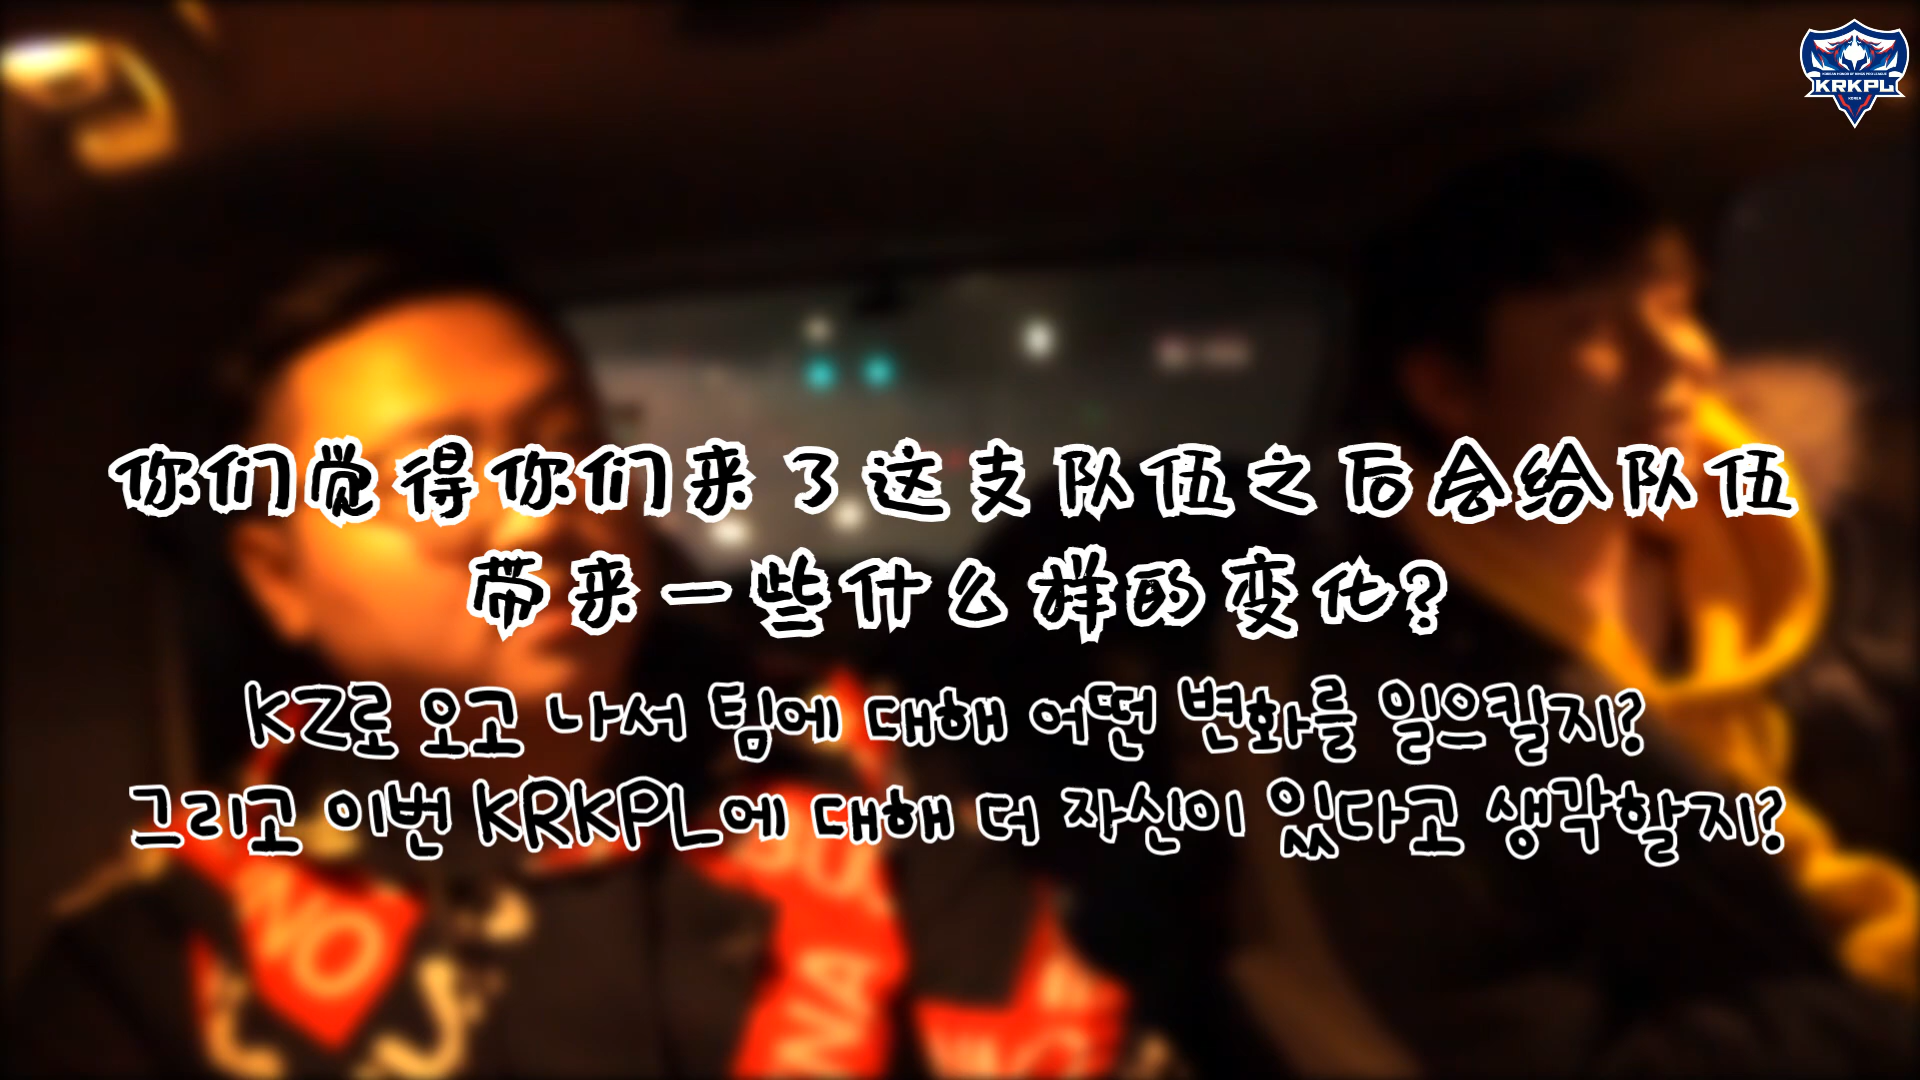 KRKPL
你们觉得你们来了这支队伍之后会给队伍
带来一些什么样的变化?
KZ로 오고 나서 팀에 대해 어떤 변화를 일으킬지?
그리고 이번 KRKPL에 대해 더 자신이 있다고 생각할지?
NO
NA